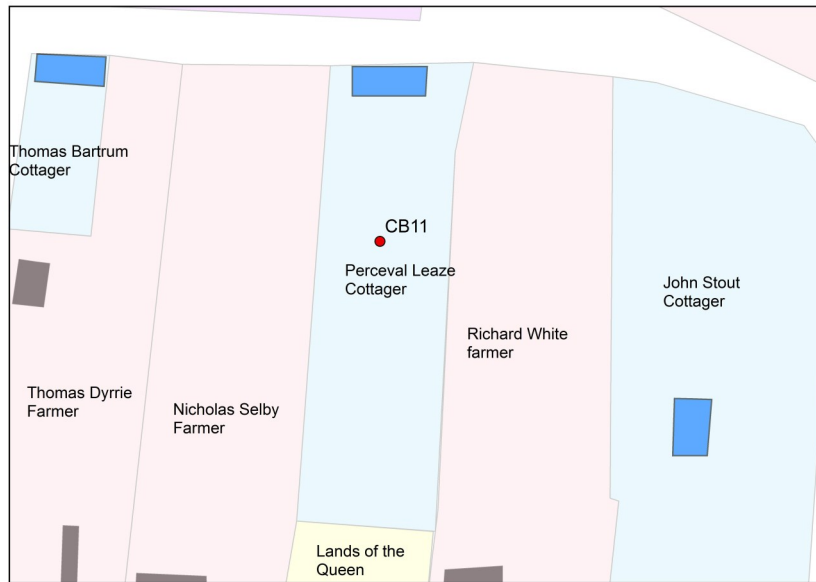 Thomas Bartrum
Cottager
CB11
Perceval Leaze
Cottager
John Stout
Cottager
Richard White
farmer
Thomas Dyrrie
Farmer
Nicholas Selby
Farmer
Lands of the
Queen